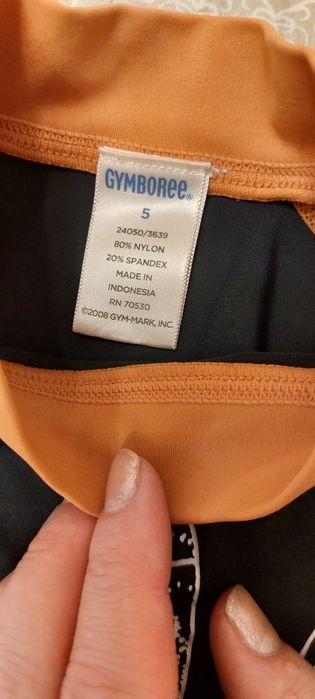 GYMBOREE®
5
24050/3639
80% NYLON
20% SPANDEX
MADE IN
INDONESIA
RN 70530
©2008 GYM-MARK, INC.